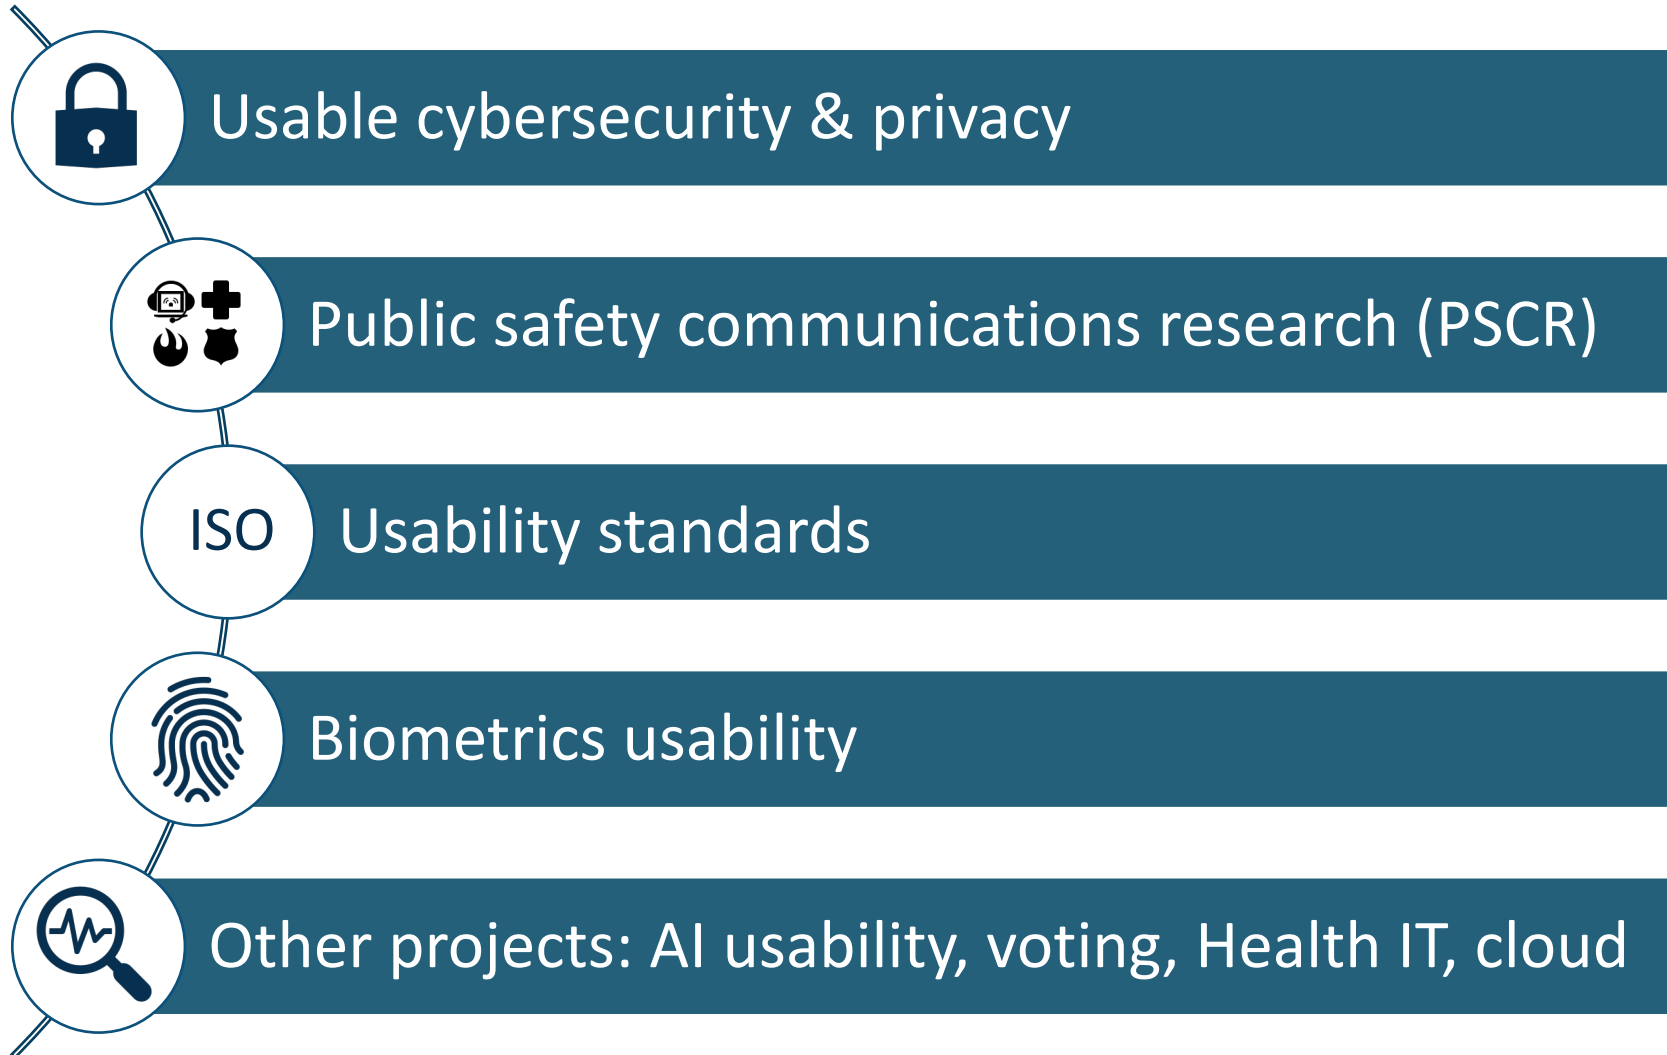 Usable cybersecurity & privacy
Public safety communications research (PSCR)
ISO
Usability standards
Biometrics usability
Other projects: AI usability, voting, Health IT, cloud